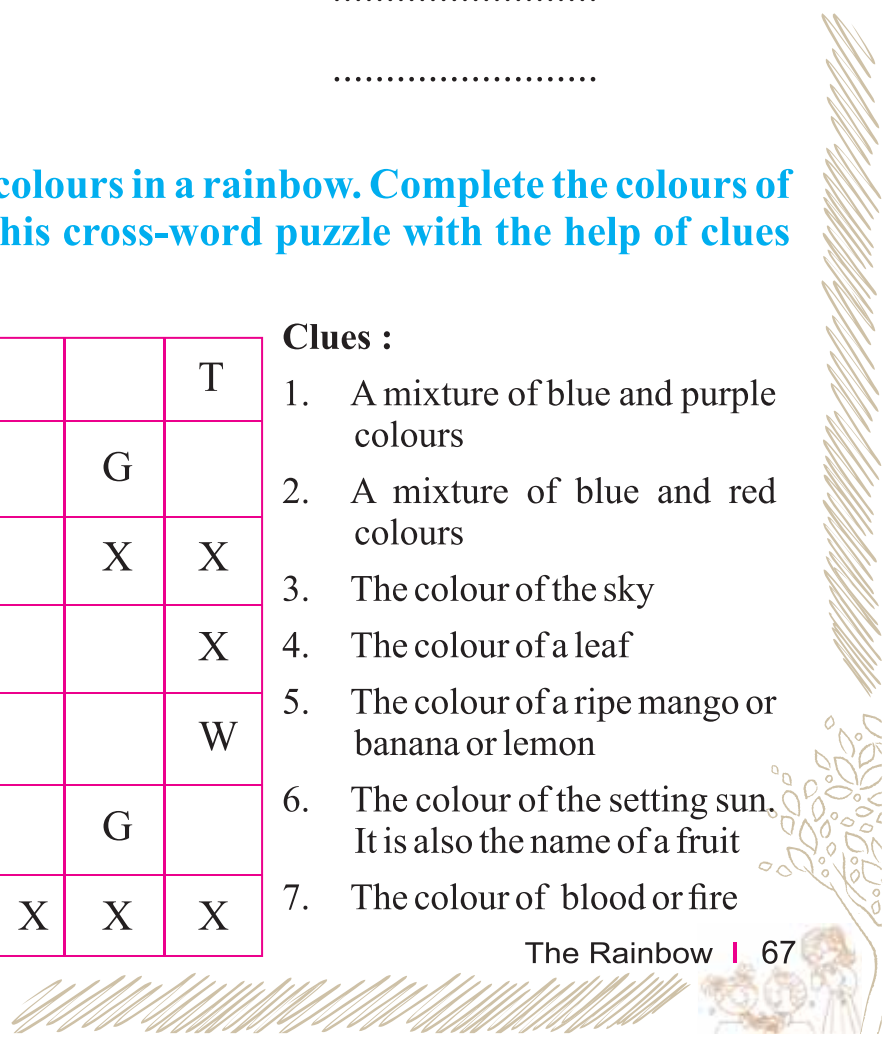 colours in a rainbow. Complete the colours of
his cross-word puzzle with the help of clues
Clues :
T
1. A mixture of blue and purple
colours
G
2. A mixture of blue and red
colours
X X
3. The colour of the sky
X
4. The colour of a leaf
5. The colour of a ripe mango or
banana or lemon
W
6. The colour of the setting sun.
It is also the name of a fruit
G
7. The colour of blood or fire
X X X
The Rainbow I 67